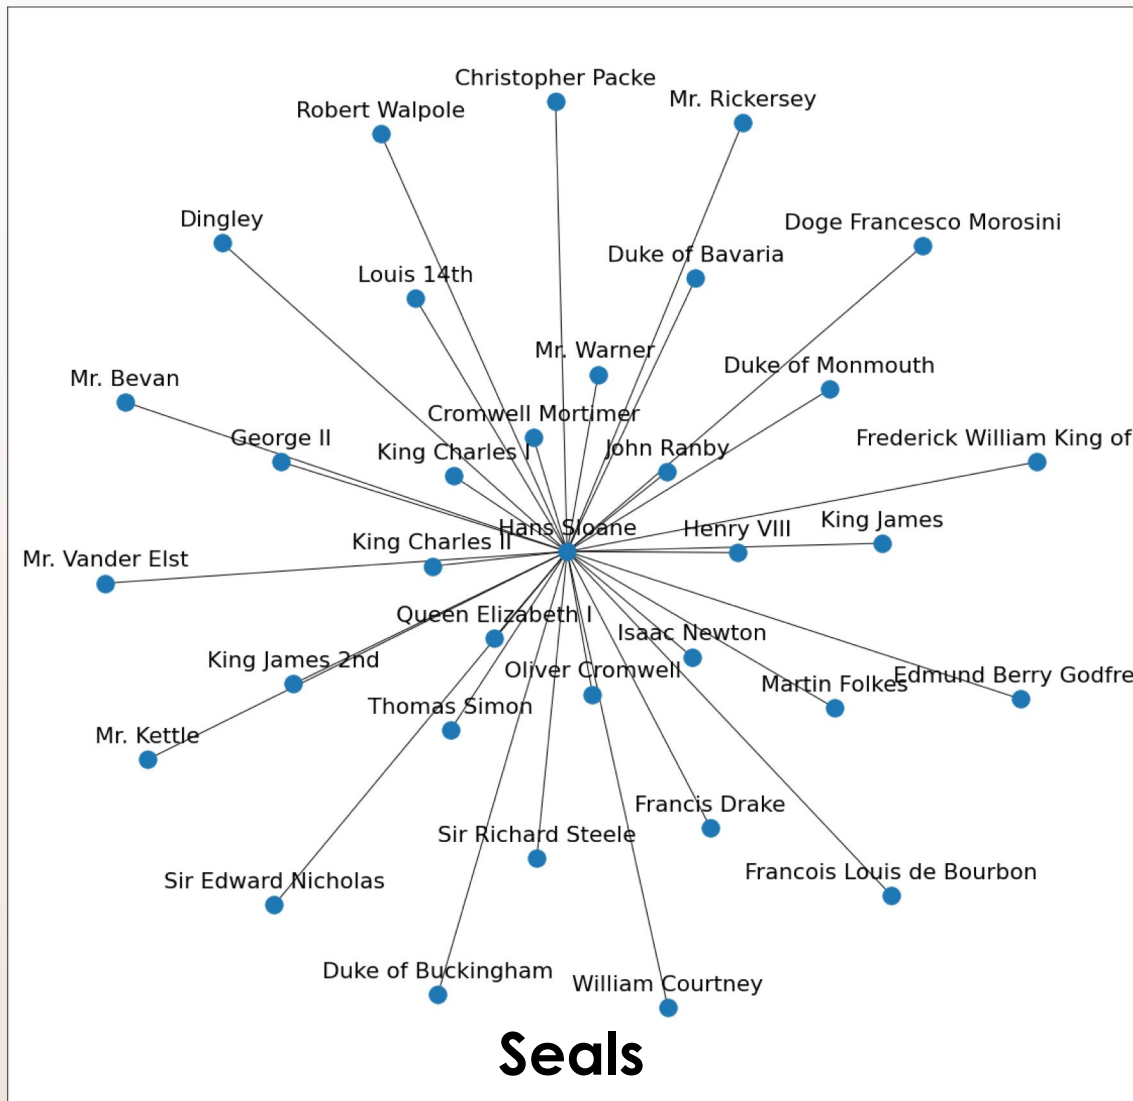 Christopher Packe
Mr. Rickersey
Robert Walpole
Dingley
Doge Francesco Morosini
Duke of Bavaria
Louis 14th
Mr. Warner
Duke of Monmouth
Mr. Bevan
Cromwell Mortimer
George II
King Charles I
John Ranby
Frederick William King of
Hans Sloane
Henry VIII
King James
King Charles II
Mr. Vander Elst
Queen Elizabeth I
Isaac Newton
King James 2nd
Oliver Cromwell
Martin Folkes
Edmund Berry Godfre
Thomas Simon
Mr. Kettle
Francis Drake
Sir Richard Steele
Francois Louis de Bourbon
Sir Edward Nicholas
Duke of Buckingham
William Courtney
Seals